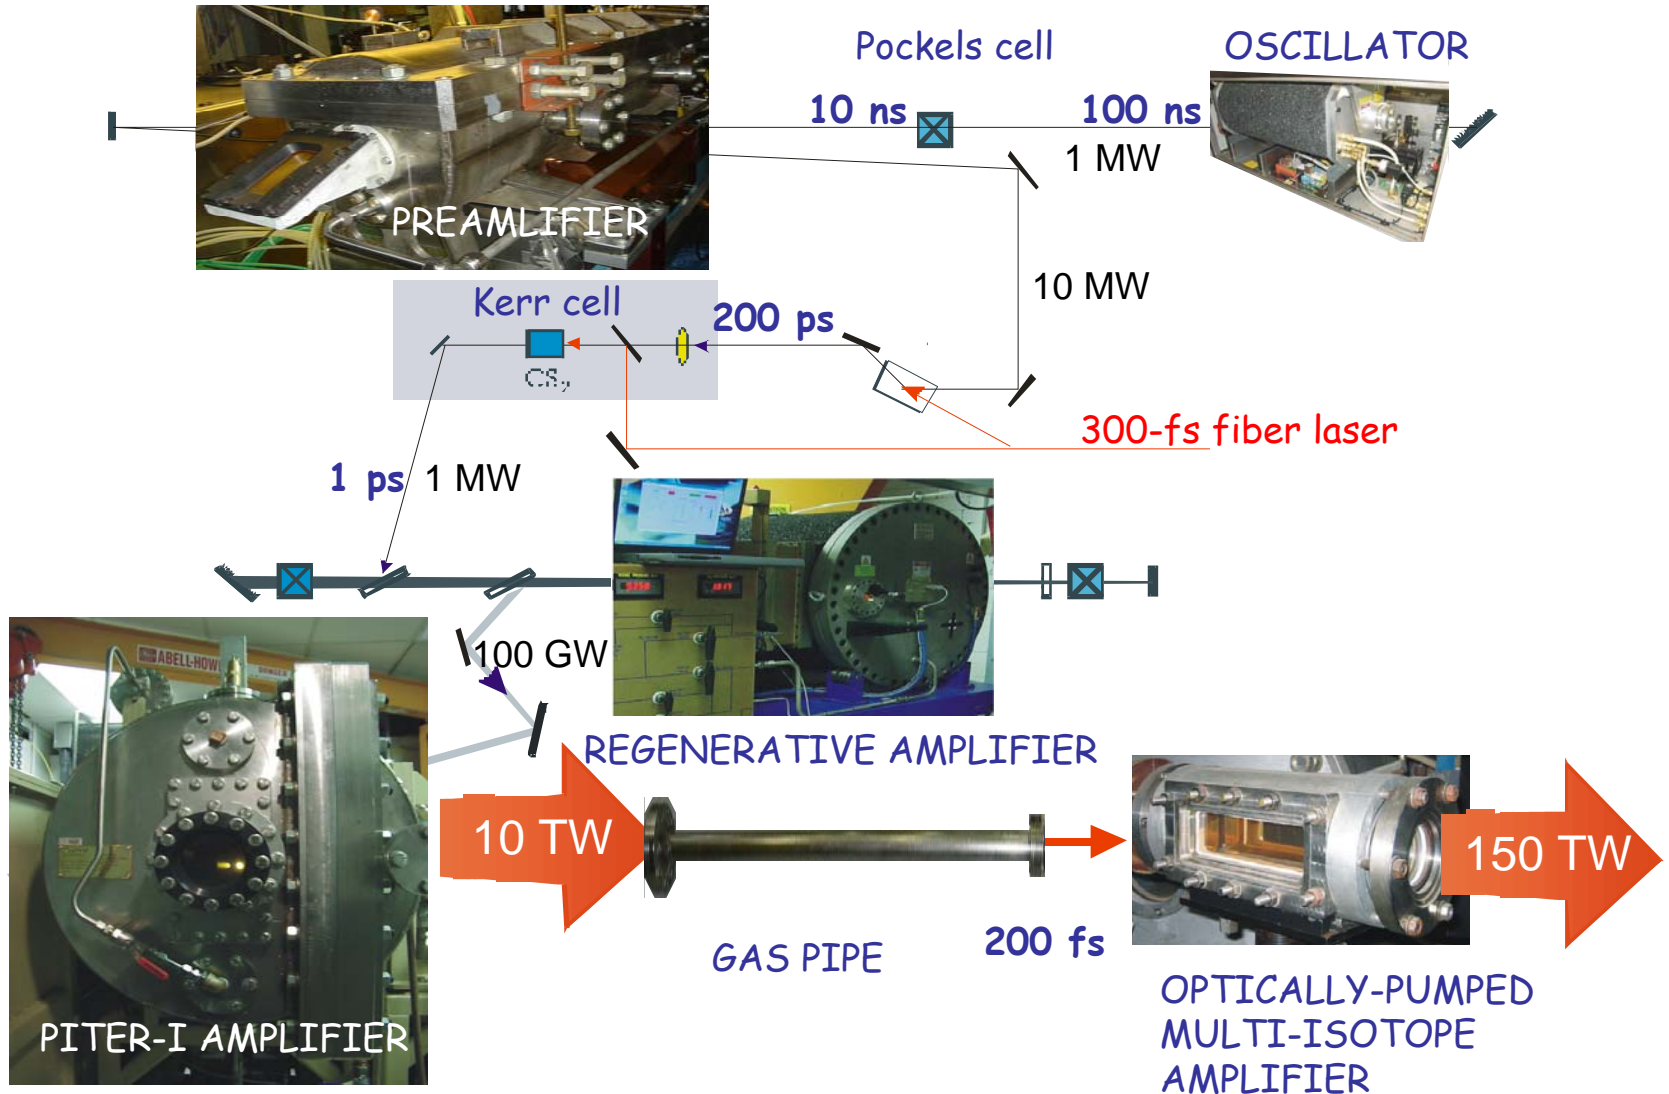 Pockels cell
OSCILLATOR
10 ns
100 ns
1 MW
PREAMLIFIER
10 MW
Kerr cell
200 ps
CS2
300-fs fiber laser
1 ps
1 MW
100 GW
ABELL-HOW
REGENERATIVE AMPLIFIER
10 TW
150 TW
GAS PIPE
200 fs
OPTICALLY-PUMPED
MULTI-ISOTOPE
AMPLIFIER
PITER-I AMPLIFIER